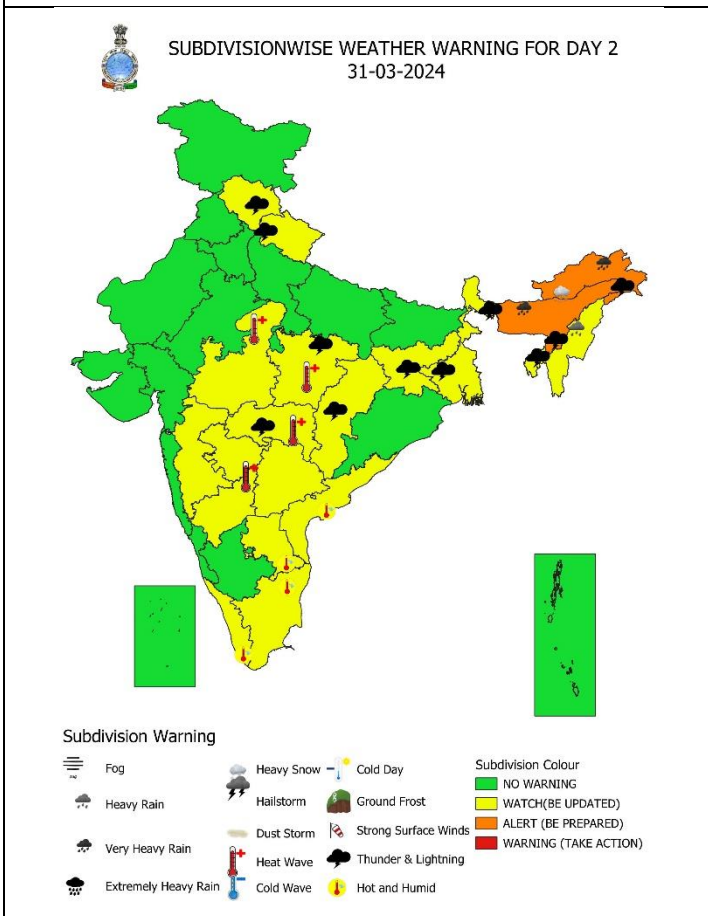 SUBDIVISIONWISE WEATHER WARNING FOR DAY 2
31-03-2024
Subdivision Warning
Fog
Heavy Rain
Very Heavy Rain
Extremely Heavy Rain
Heavy Snow
Hailstorm
Dust Storm
Heat Wave
Cold Wave
Cold Day
Ground Frost
Strong Surface Winds
Thunder & Lightning
Hot and Humid
Subdivision Colour
NO WARNING
WATCH(BE UPDATED)
ALERT (BE PREPARED)
WARNING (TAKE ACTION)